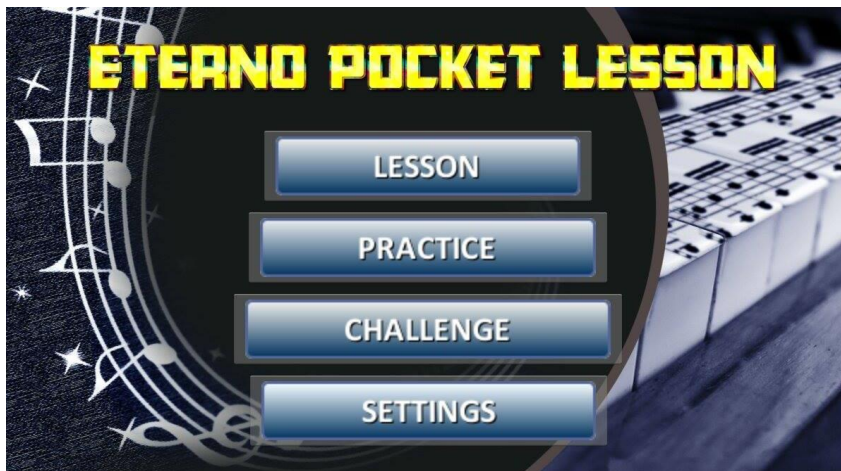 ETERNO POCKET LESSON
LESSON
PRACTICE
CHALLENGE
SETTINGS